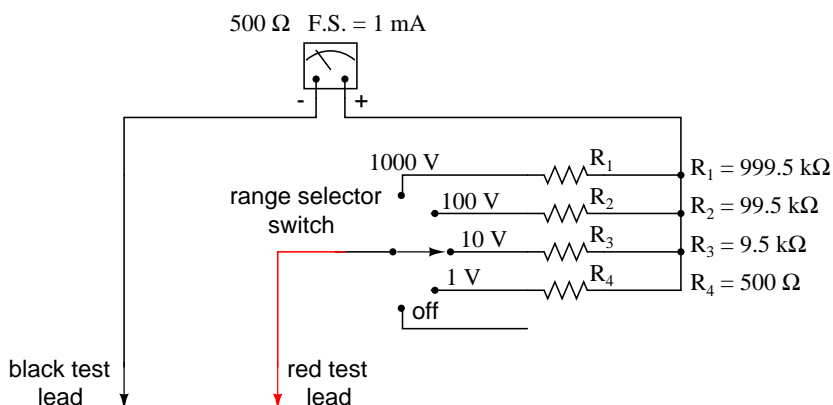 500 Ω F.S. = 1 mA
- +
1000 V R1 R1 = 999.5 kΩ
range selector
switch
100 V R2 R2 = 99.5 kΩ
10 V R3 R3 = 9.5 kΩ
1 V R4 R4 = 500 Ω
off
black test
lead
red test
lead